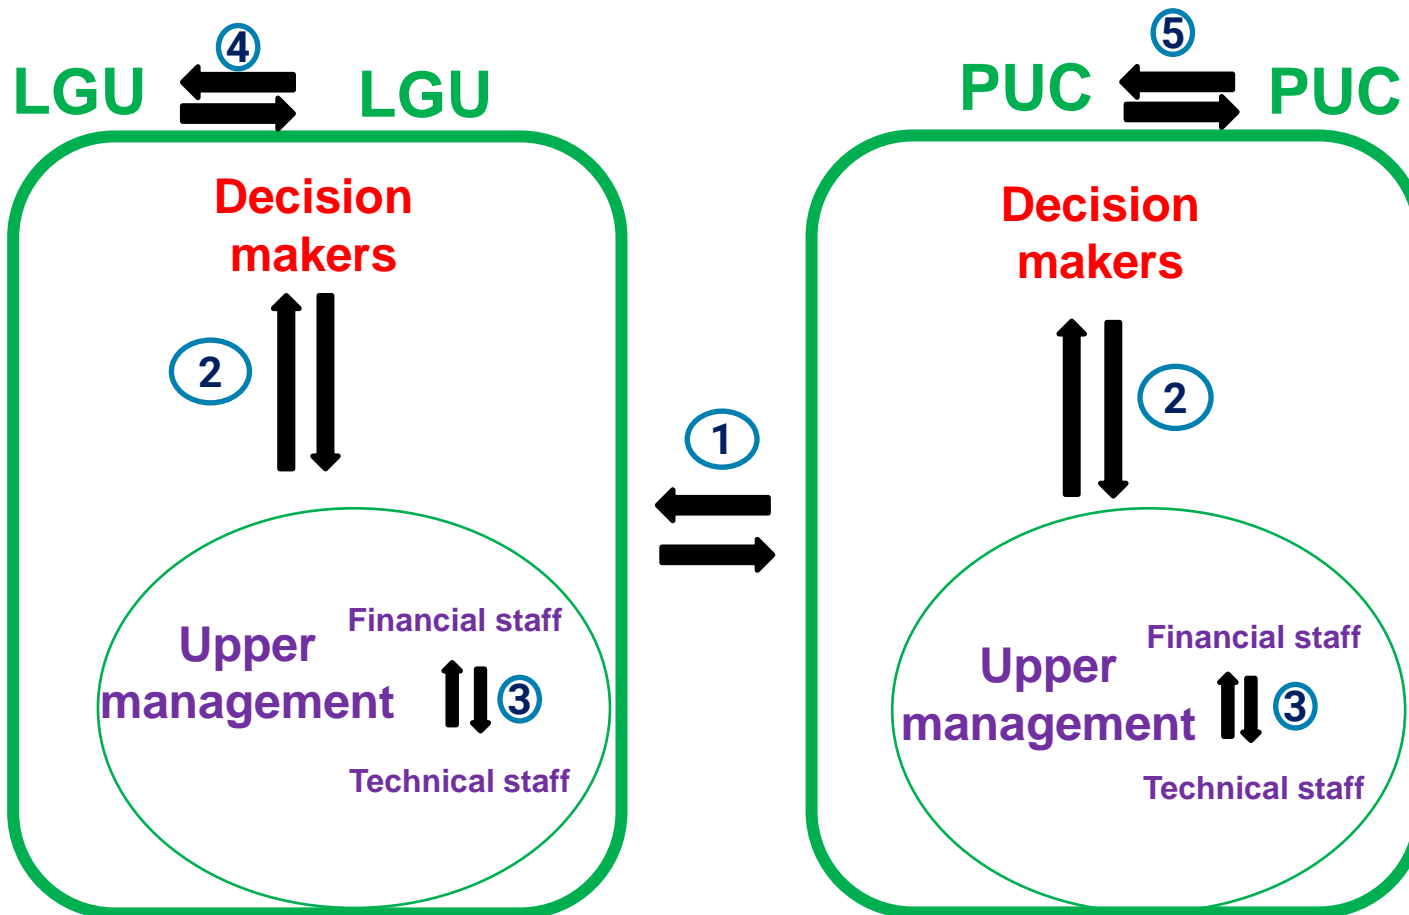 4
LGU
LGU
Decision
makers
2
Upper
management
Financial staff
3
Technical staff
1
5
PUC
PUC
Decision
makers
2
Upper
management
Financial staff
3
Technical staff